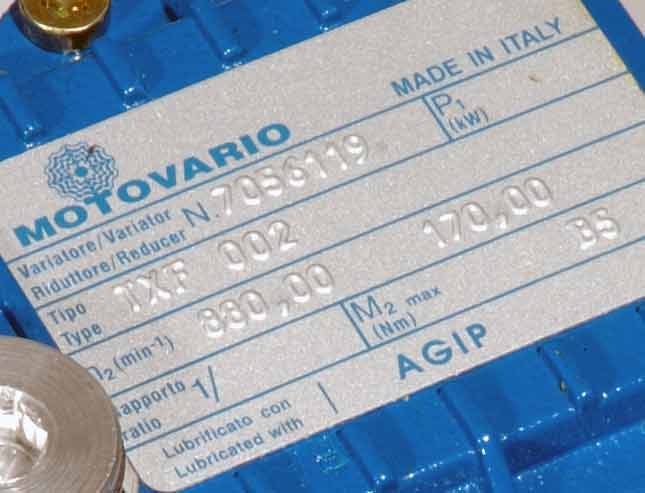 MADE IN ITALY
MOTOVARIO
Variatore/Variator
Riduttore/Reducer N. 7056119 P1 (kW)
Tipo
Type TXF 002 170,00 B5
n2 (min-1) 880,00 M2 max (Nm)
rapporto
ratio 1/
Lubrificato con
Lubricated with AGIP